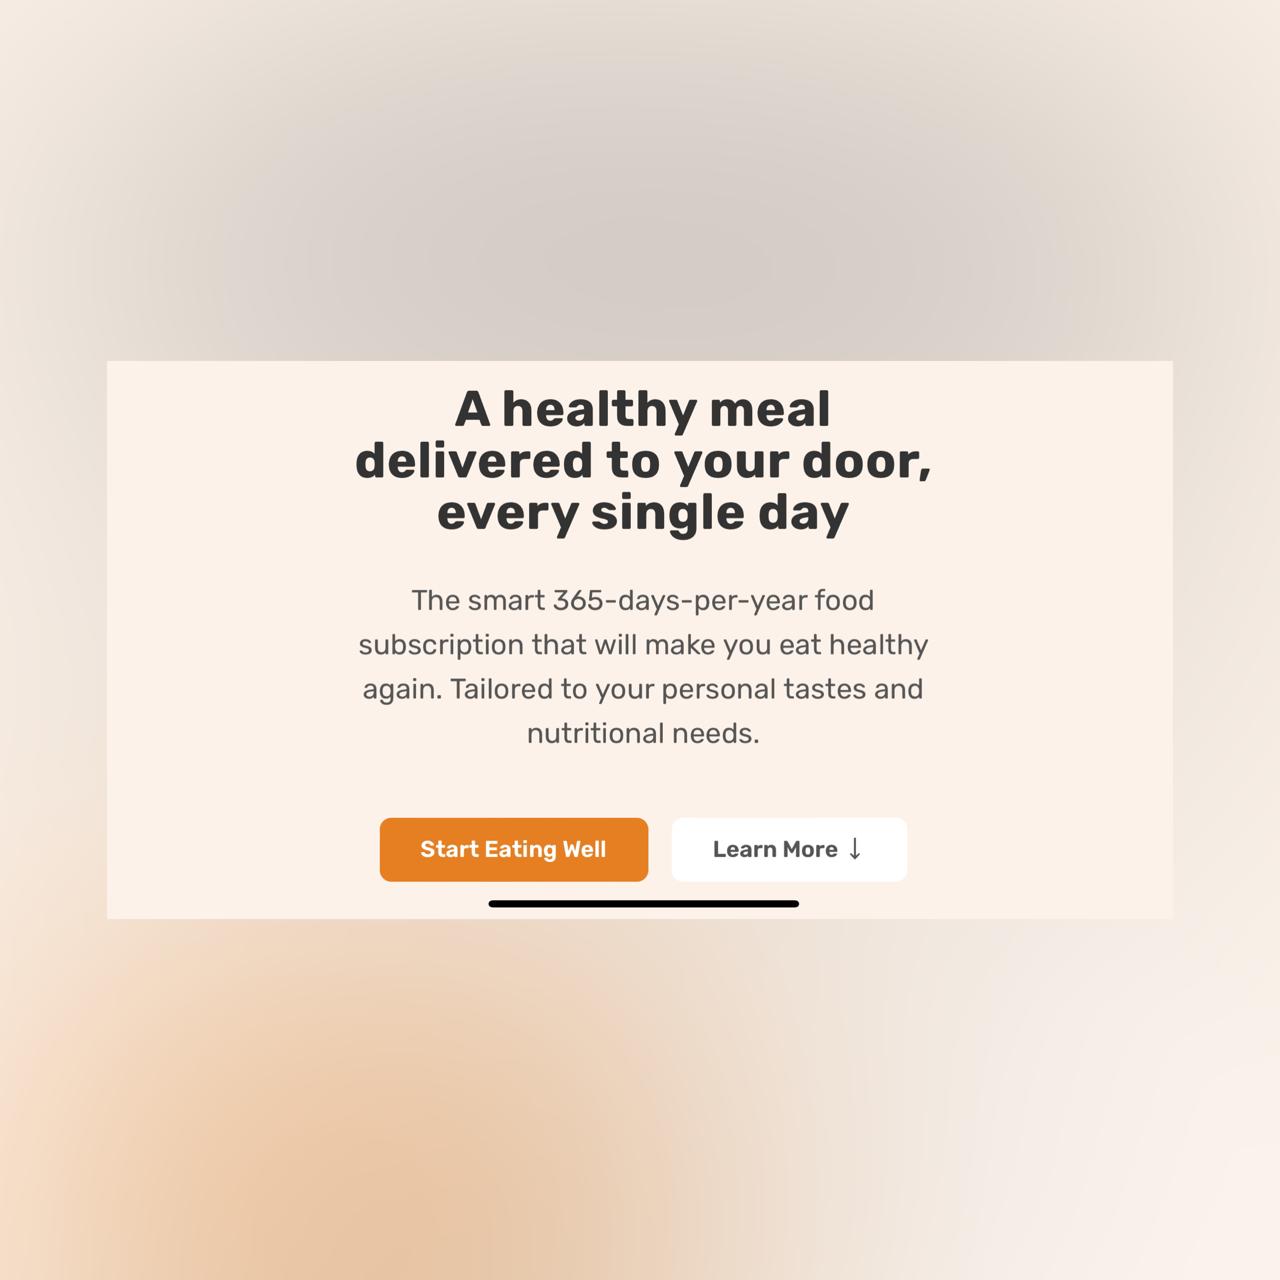 A healthy meal
delivered to your door,
every single day
The smart 365-days-per-year food
subscription that will make you eat healthy
again. Tailored to your personal tastes and
nutritional needs.
Start Eating Well
Learn More ↓